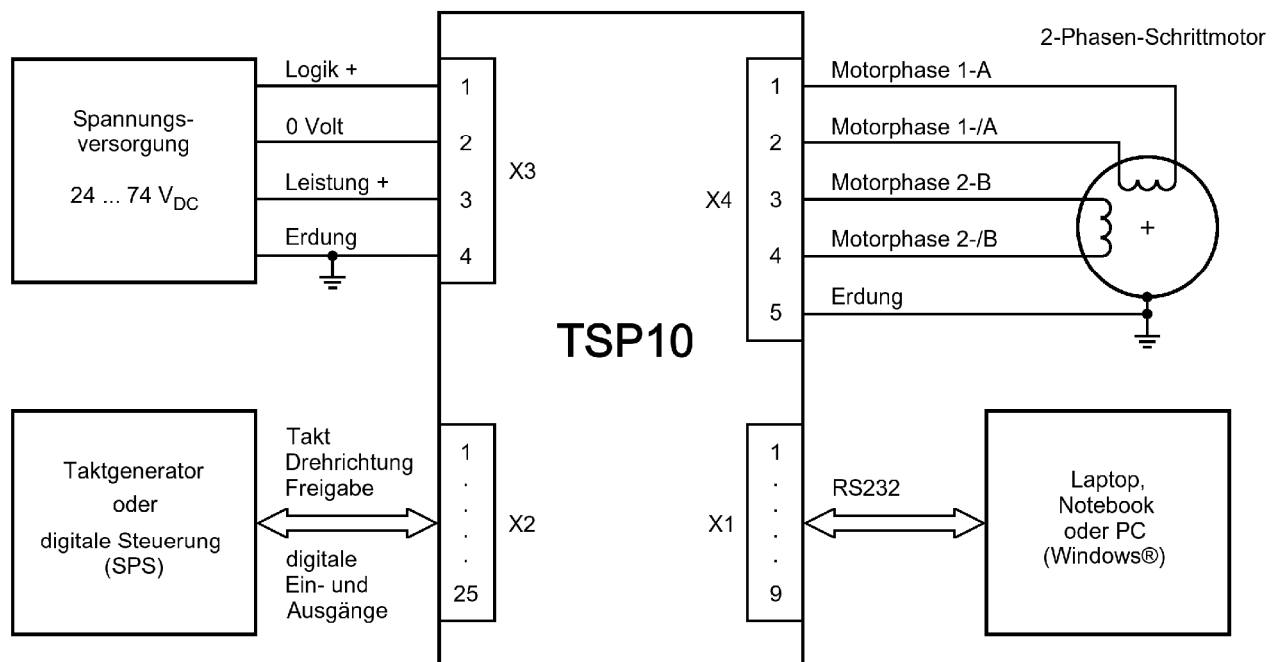 2-Phasen-Schrittmotor
Spannungs-
versorgung
24 ... 74 VDC
Logik +
0 Volt
Leistung +
Erdung
1
2
3
4
X3
TSP10
X4
1
2
3
4
5
Motorphase 1-A
Motorphase 1-/A
Motorphase 2-B
Motorphase 2-/B
Erdung
+
Taktgenerator
oder
digitale Steuerung
(SPS)
Takt
Drehrichtung
Freigabe
digitale
Ein- und
Ausgänge
1
.
.
.
.
25
X2
X1
1
.
.
.
.
9
RS232
Laptop,
Notebook
oder PC
(Windows®)